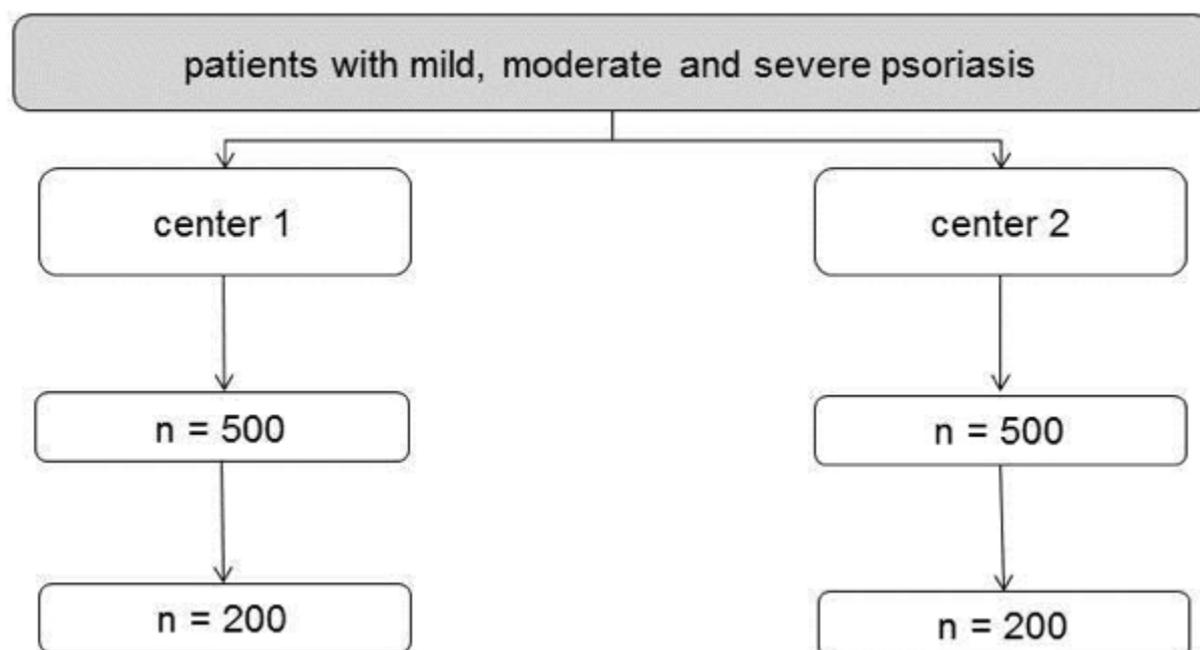 patients with mild, moderate and severe psoriasis
center 1
center 2
n = 500
n = 500
n = 200
n = 200